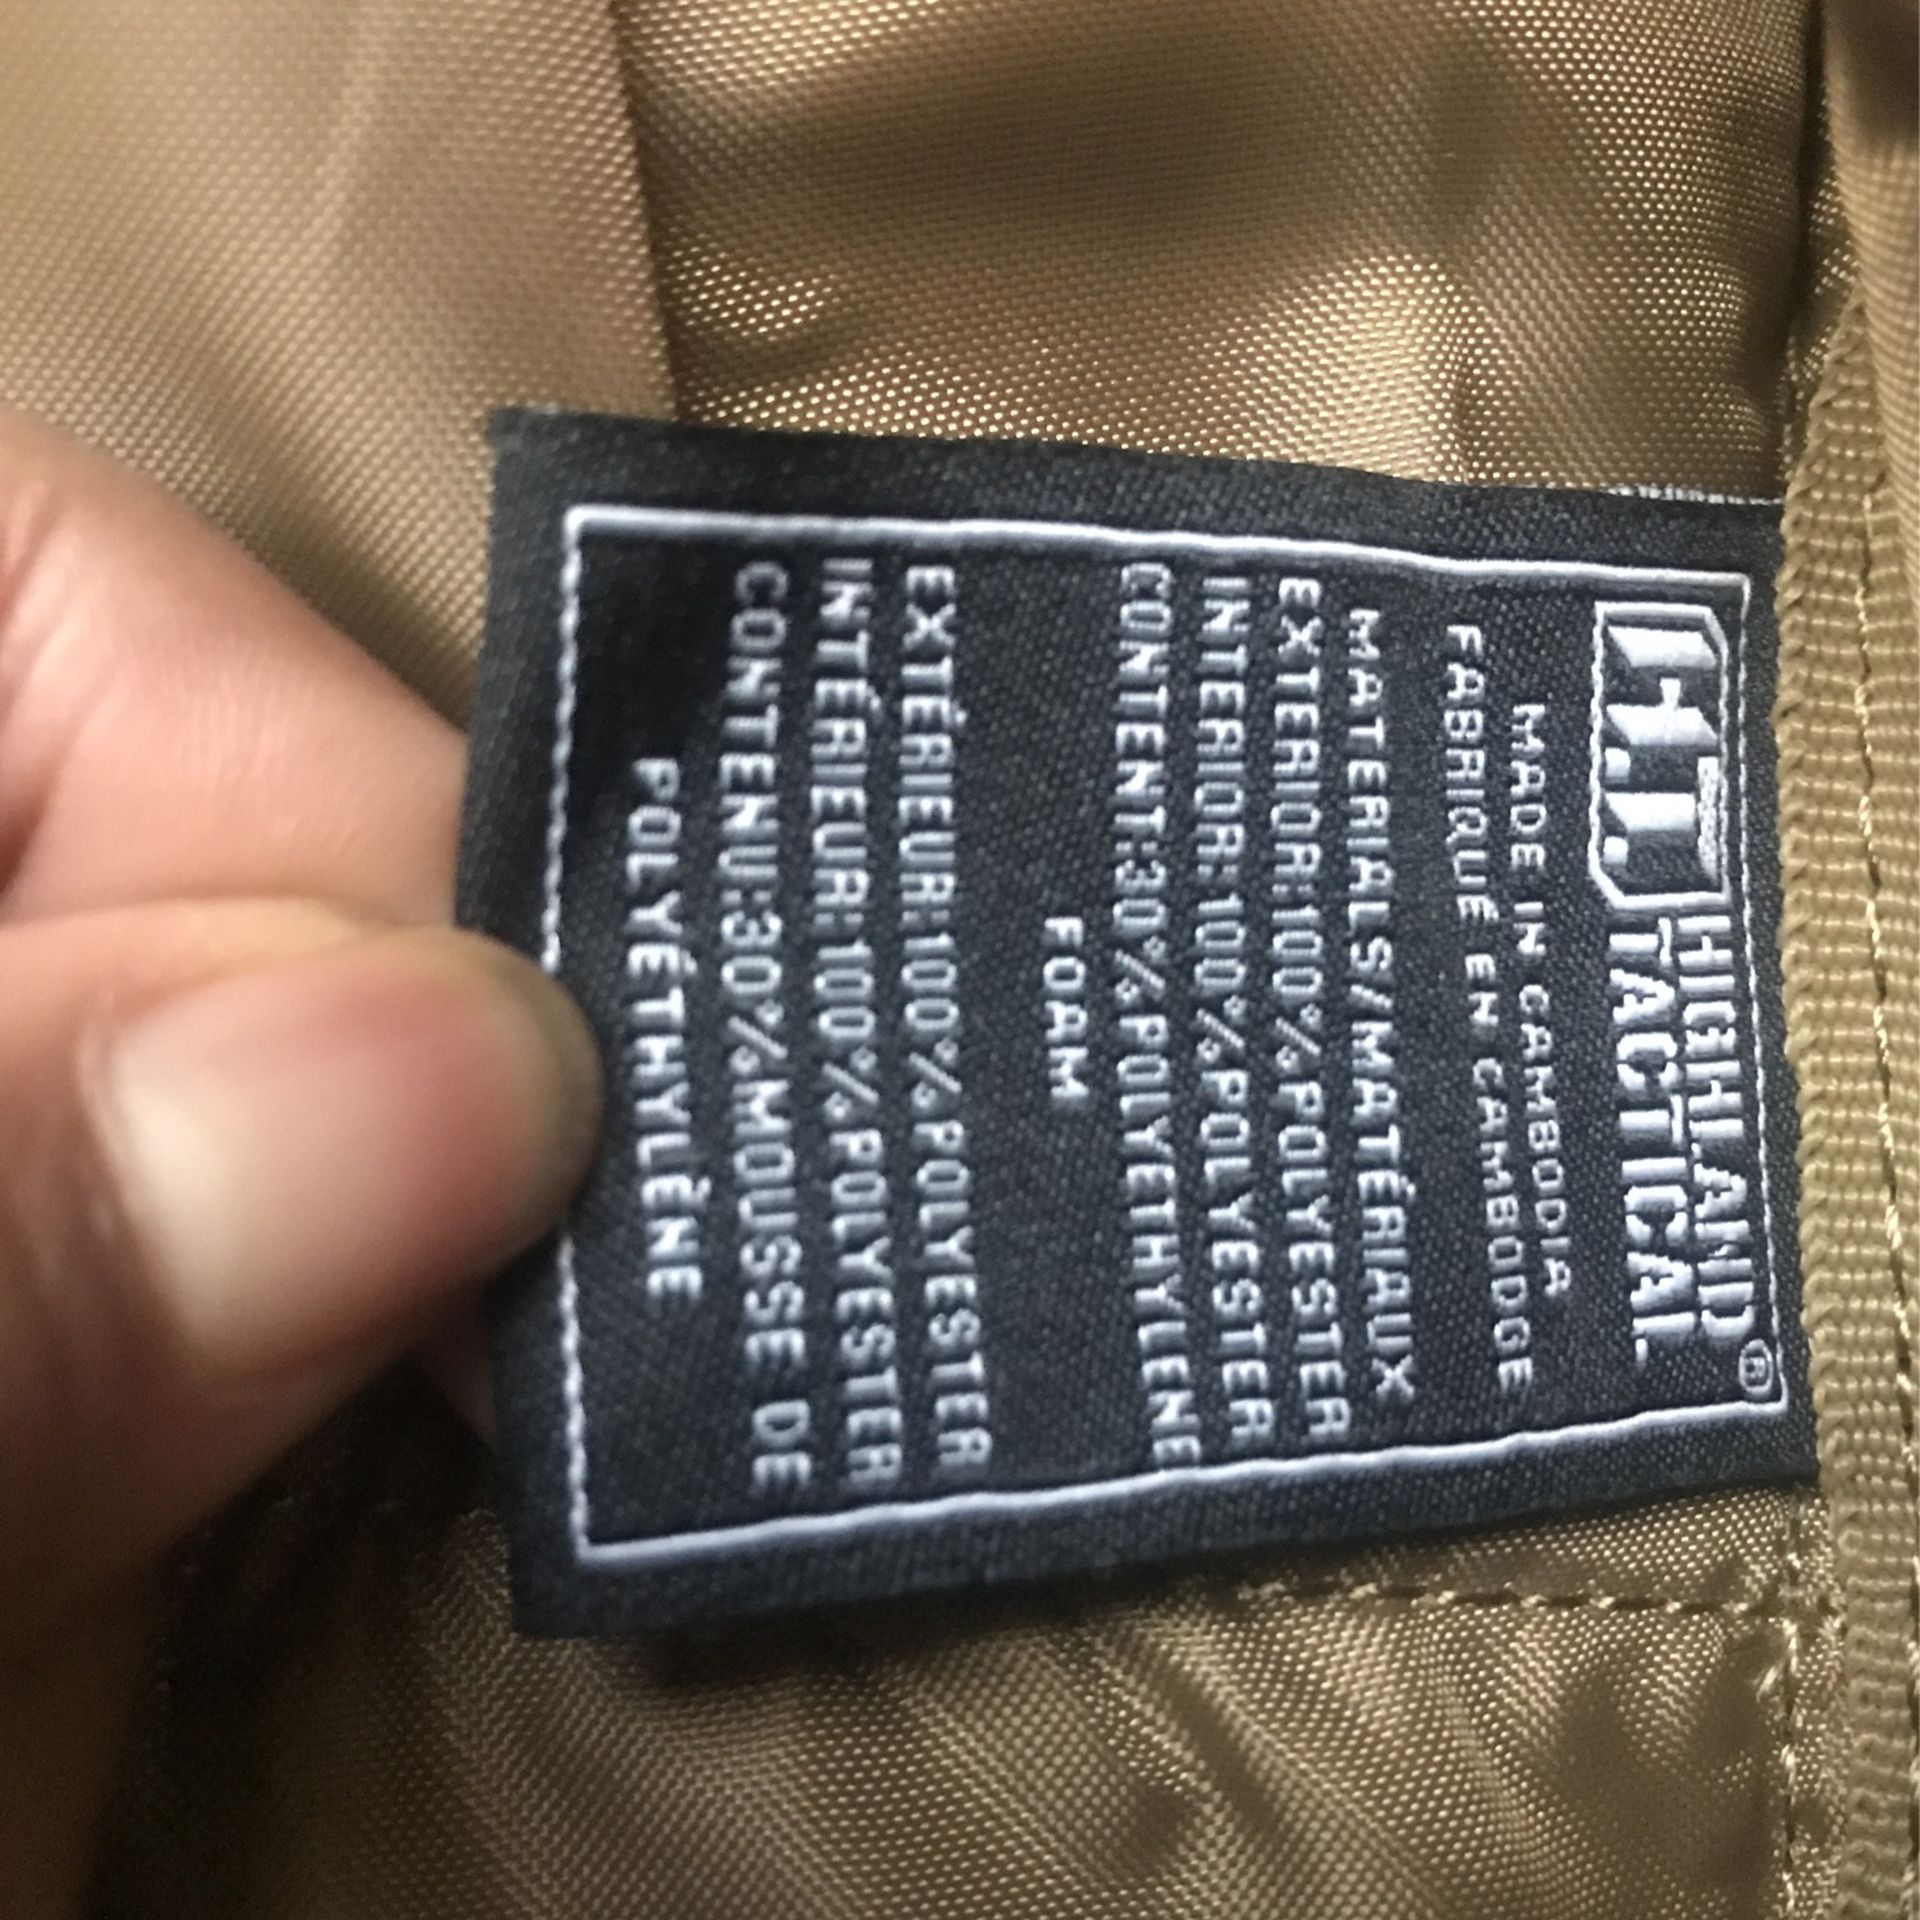 H.T.
HIGHLAND
TACTICAL®
MADE IN CAMBODIA
FABRIQUÉ EN CAMBODGE
MATERIALS/MATÉRIAUX
EXTERIOR:100%POLYESTER
INTERIOR:100%POLYESTER
CONTENT:30%POLYETHYLENE
FOAM
EXTÉRIEUR:100%POLYESTER
INTÉRIEUR:100%POLYESTER
CONTENU:30%MOUSSE DE
POLYÉTHYLÈNE